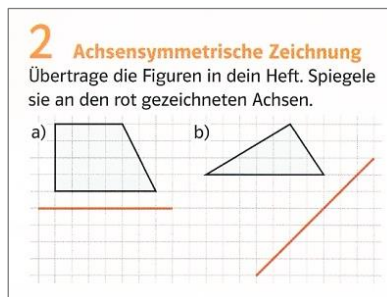 2 Achsensymmetrische Zeichnung
Übertrage die Figuren in dein Heft. Spiegele
sie an den rot gezeichneten Achsen.
a) b)